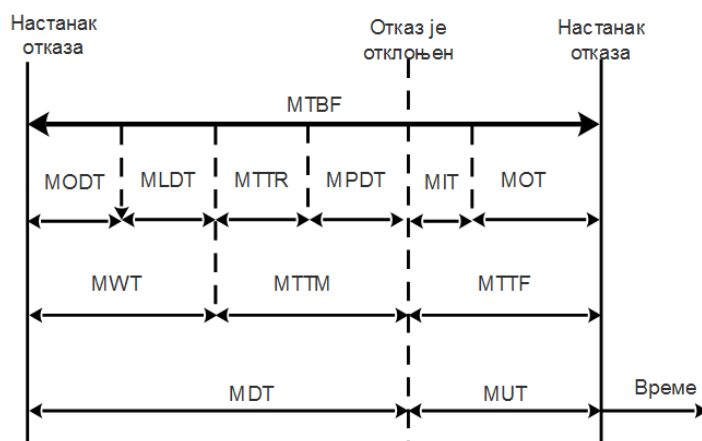 Настанак
отказа
Отказ је
отклоњен
Настанак
отказа
MTBF
MODT
MLDT
MTTR
MPDT
MIT
MOT
MWT
MTTM
MTTF
MDT
MUT
Време